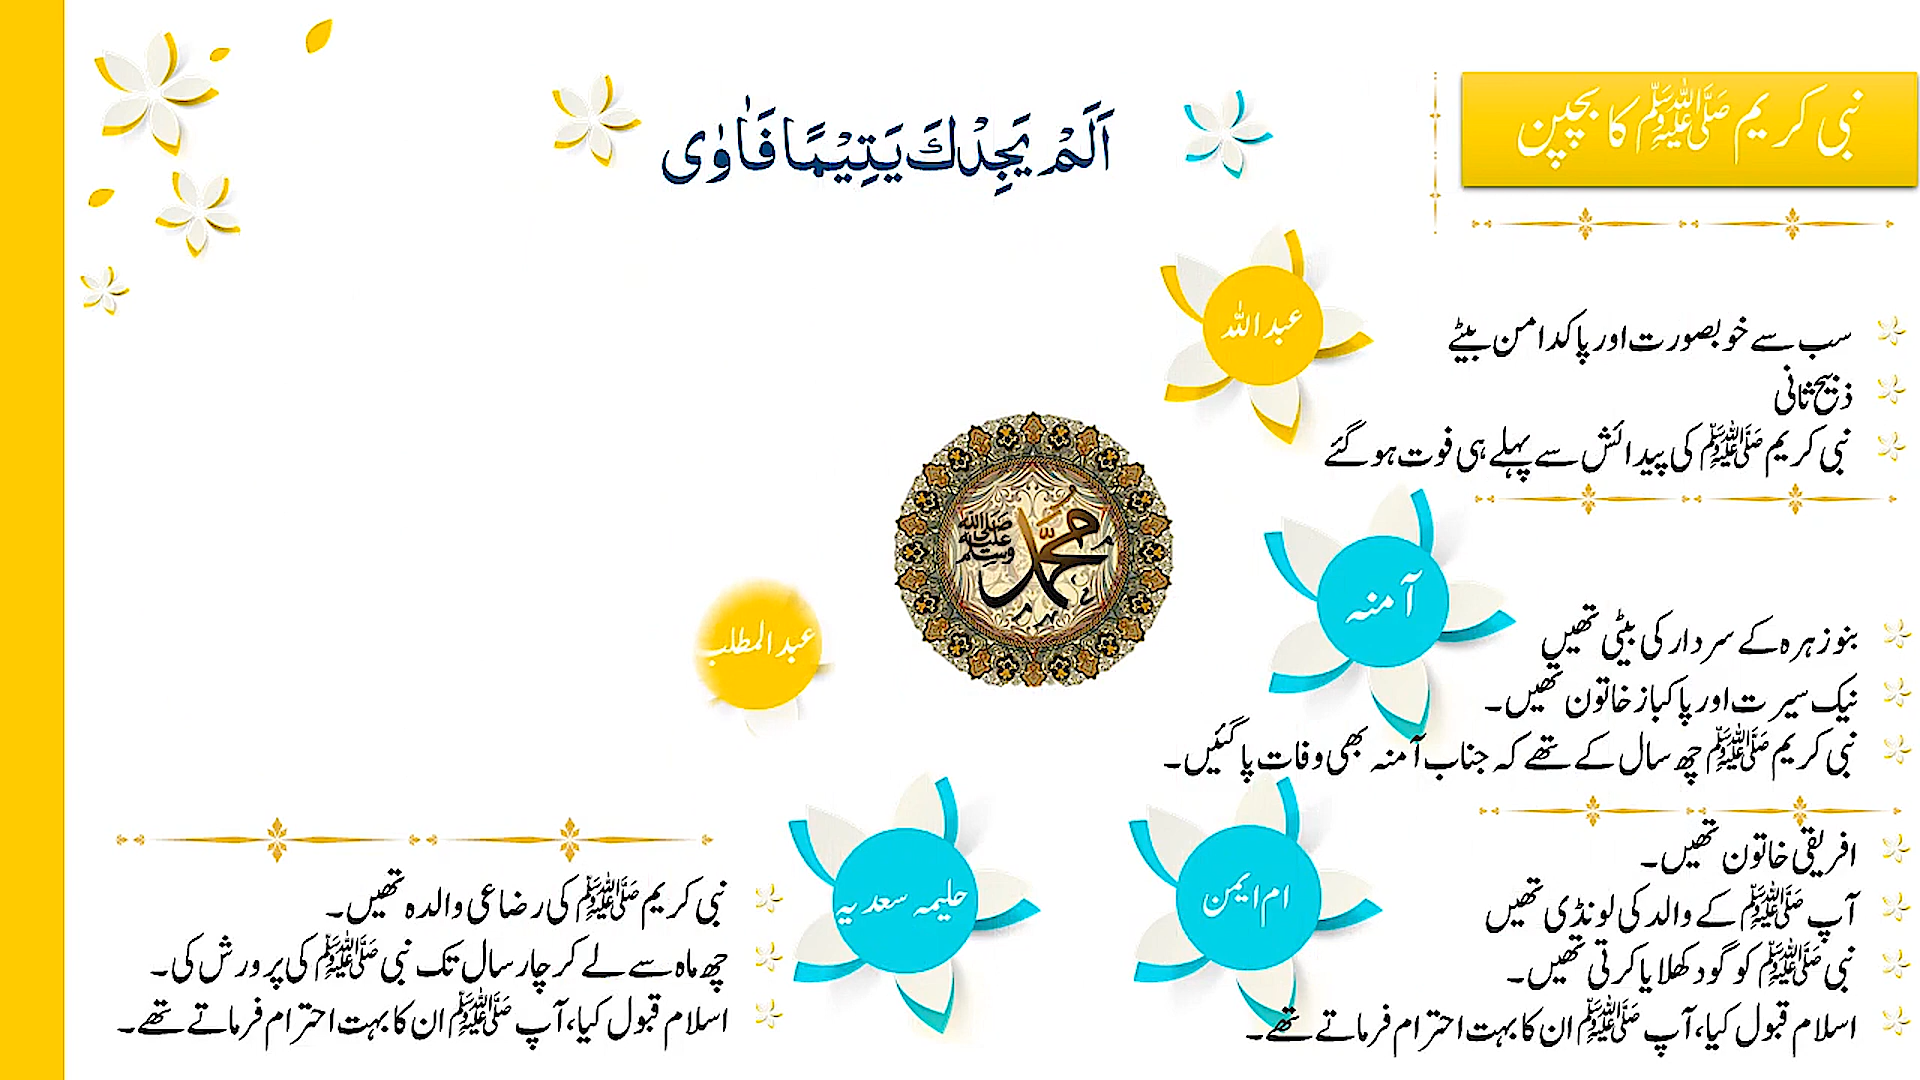 نبی کریم ﷺ کا بچپن
اَلَمْ یَجِدْكَ یَتِیْمًا فَاٰوٰى
عبداللہ
سب سے خوبصورت اور پاکدامن بیٹے
ذبیح ثانی
نبی کریم ﷺ کی پیدائش سے پہلے ہی فوت ہو گئے
محمد صلى الله عليه وسلم
آمنہ
بنو زہرہ کے سردار کی بیٹی تھیں
نیک سیرت اور پاکباز خاتون تھیں۔
نبی کریم ﷺ چھ سال کے تھے کہ جناب آمنہ بھی وفات پا گئیں۔
عبدالمطلب
ام ایمن
افریقی خاتون تھیں۔
آپ ﷺ کے والد کی لونڈی تھیں
نبی ﷺ کو گود کھلایا کرتی تھیں۔
اسلام قبول کیا، آپ ﷺ ان کا بہت احترام فرماتے تھے۔
حلیمہ سعدیہ
نبی کریم ﷺ کی رضاعی والدہ تھیں۔
چھ ماہ سے لے کر چار سال تک نبی ﷺ کی پرورش کی۔
اسلام قبول کیا، آپ ﷺ ان کا بہت احترام فرماتے تھے۔